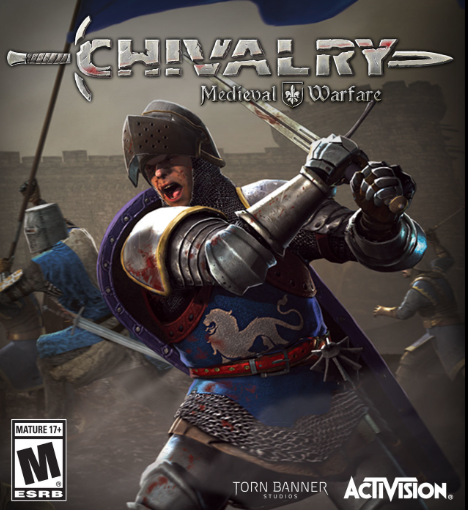 CHIVALRY
Medieval Warfare
MATURE 17+
M
ESRB
TORN BANNER
STUDIOS
ACTIVISION.